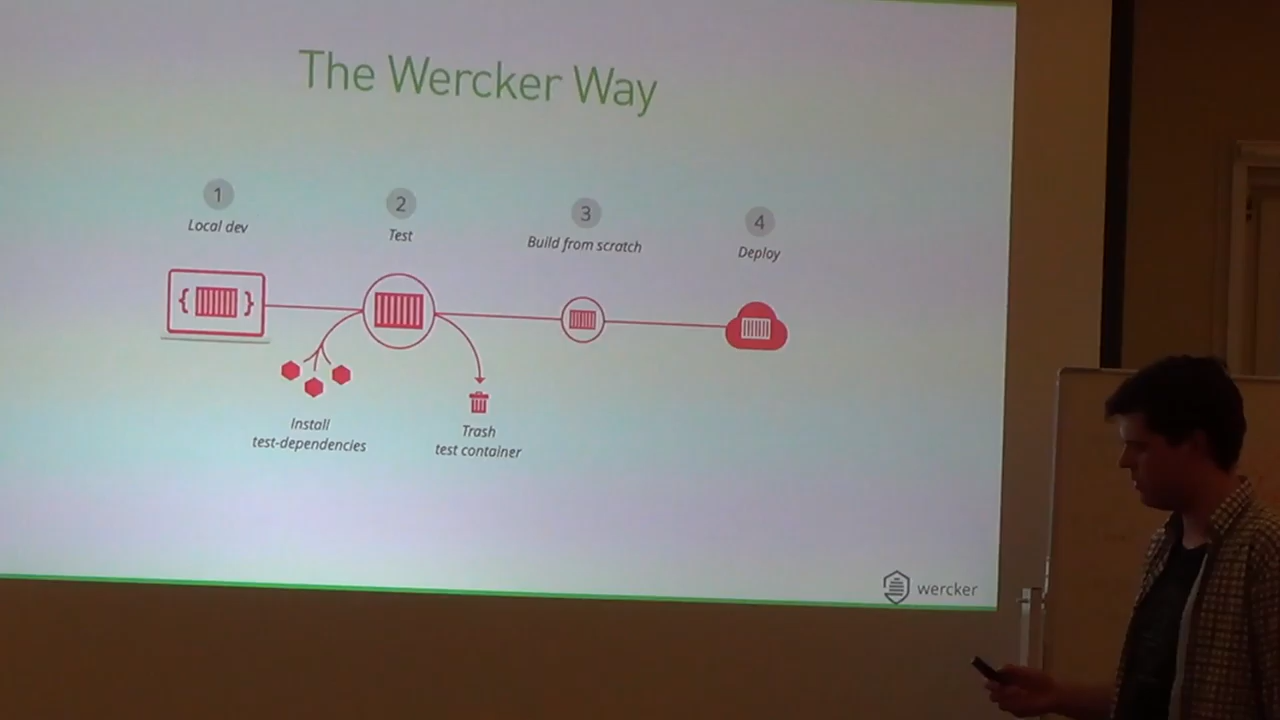 The Wercker Way
1
Local dev
2
Test
3
Build from scratch
4
Deploy
{ }
Install
test-dependencies
Trash
test container
wercker